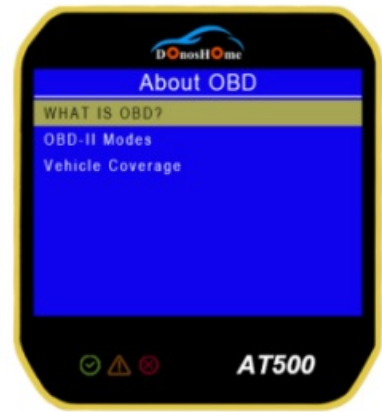 DOnosHOme
About OBD
WHAT IS OBD?
OBD-II Modes
Vehicle Coverage
AT500